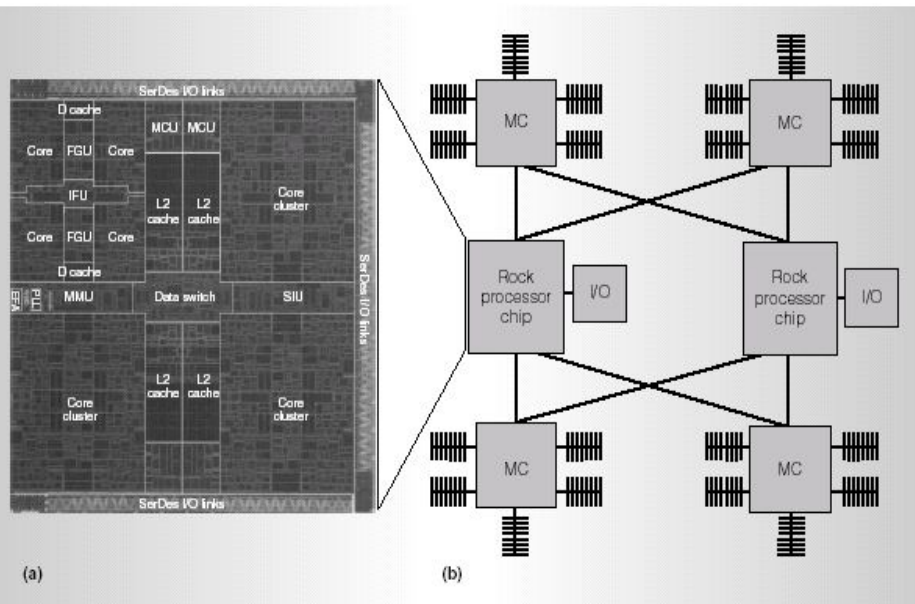 SerDes I/O links
D cache
Core
FGU
Core
IFU
Core
FGU
Core
D cache
MCU
MCU
L2
cache
L2
cache
Core
cluster
EFA
PLL
MMU
Data switch
SIU
SerDes I/O links
Core
cluster
L2
cache
L2
cache
Core
cluster
SerDes I/O links
(a)
MC
MC
Rock
processor
chip
I/O
Rock
processor
chip
I/O
MC
MC
(b)